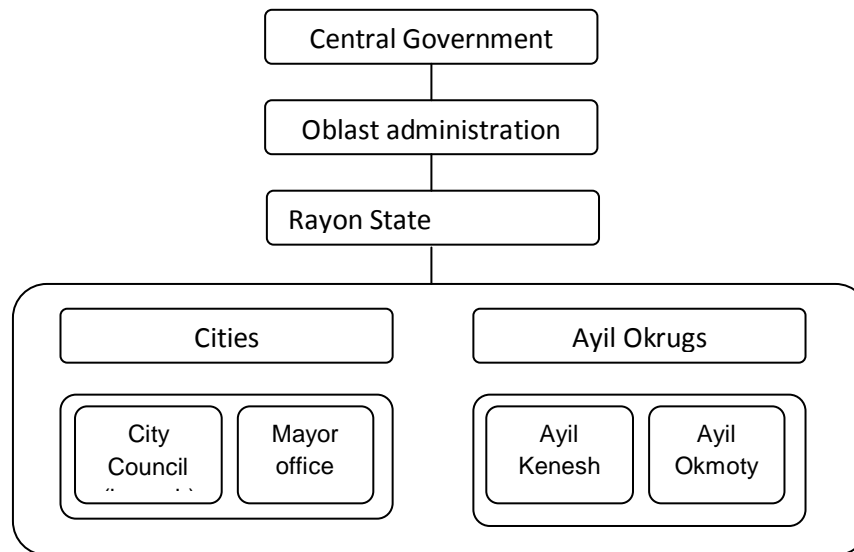 Central Government
Oblast administration
Rayon State
Cities
Ayil Okrugs
City
Council
Mayor
office
Ayil
Kenesh
Ayil
Okmoty